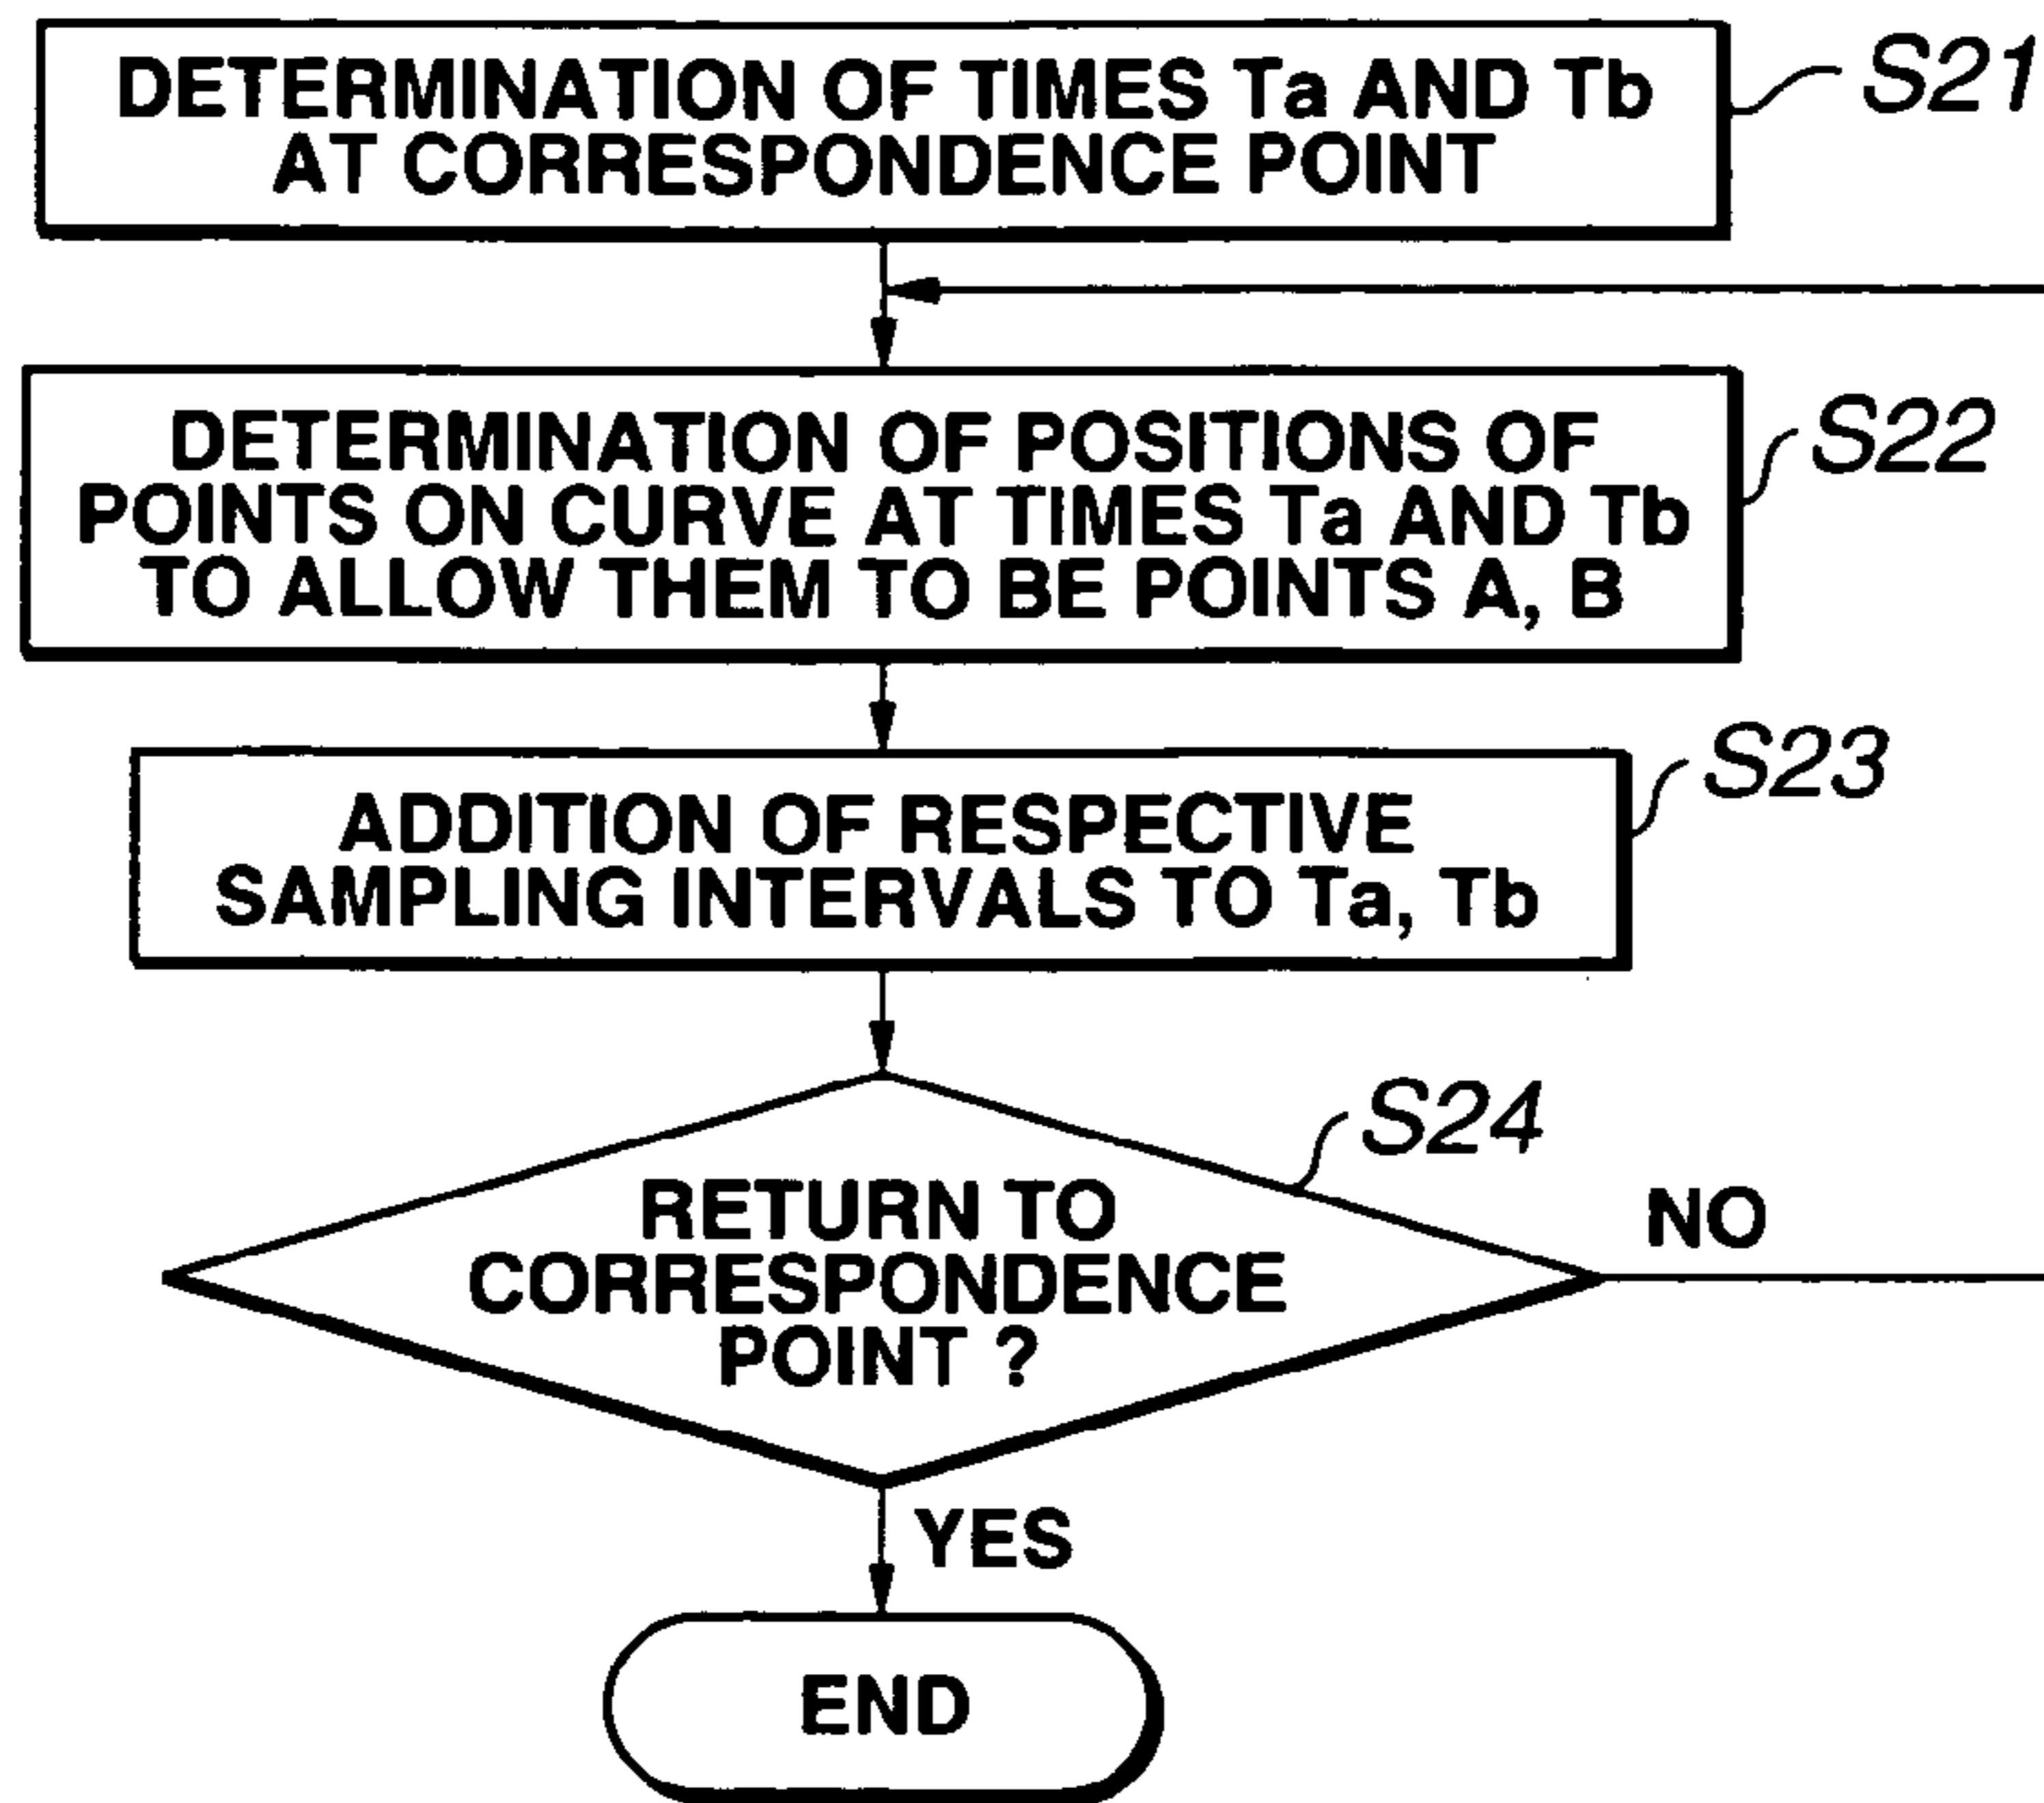 DETERMINATION OF TIMES Ta AND Tb
AT CORRESPONDENCE POINT
S21
DETERMINATION OF POSITIONS OF
POINTS ON CURVE AT TIMES Ta AND Tb
TO ALLOW THEM TO BE POINTS A, B
S22
ADDITION OF RESPECTIVE
SAMPLING INTERVALS TO Ta, Tb
S23
RETURN TO
CORRESPONDENCE
POINT ?
S24
NO
YES
END